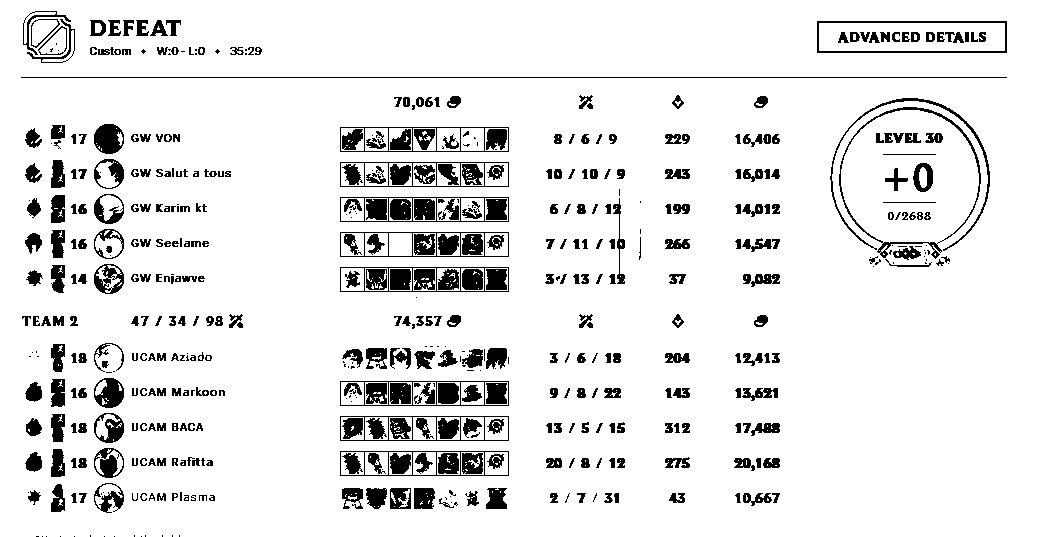 DEFEAT
Custom • W:0 - L:0 • 35:29
ADVANCED DETAILS
70,061
17 GW VON 8 / 6 / 9 229 16,406
17 GW Salut a tous 10 / 10 / 9 243 16,014
16 GW Karim kt 6 / 8 / 12 199 14,012
16 GW Seelame 7 / 11 / 10 266 14,547
14 GW Enjawve 3 / 13 / 12 37 9,082
LEVEL 30
+0
0/2688
TEAM 2 47 / 34 / 98 74,357
18 UCAM Aziado 3 / 6 / 18 204 12,413
16 UCAM Markoon 9 / 8 / 22 143 13,621
18 UCAM BACA 13 / 5 / 15 312 17,488
18 UCAM Rafitta 20 / 8 / 12 275 20,168
17 UCAM Plasma 2 / 7 / 31 43 10,667